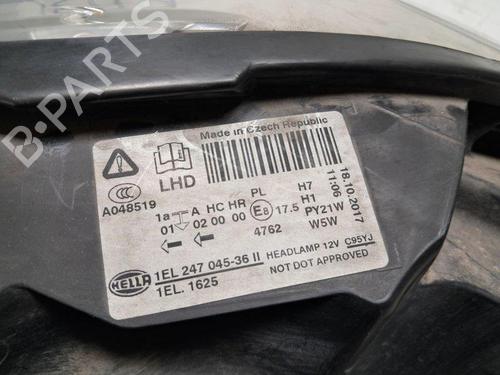 B-PARTS
Made in Czech Republic
LHD
A048519
1a A HC HR PL H7
01 02 00 00 E8 17.5 H1
4762 PY21W
W5W
11:06
18.10.2017
HELLA 1EL 247 045-36 II HEADLAMP 12V C95YJ
1EL. 1625 NOT DOT APPROVED